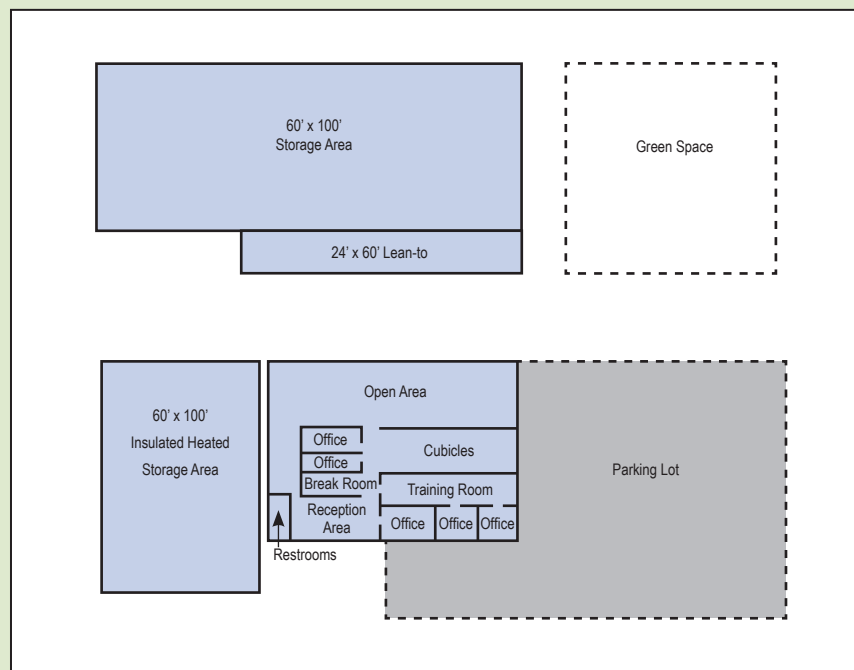 60’ x 100’
Storage Area
Green Space
24’ x 60’ Lean-to
60’ x 100’
Insulated Heated
Storage Area
Open Area
Office
Office
Break Room
Cubicles
Training Room
Reception
Area
Office
Office
Office
Restrooms
Parking Lot